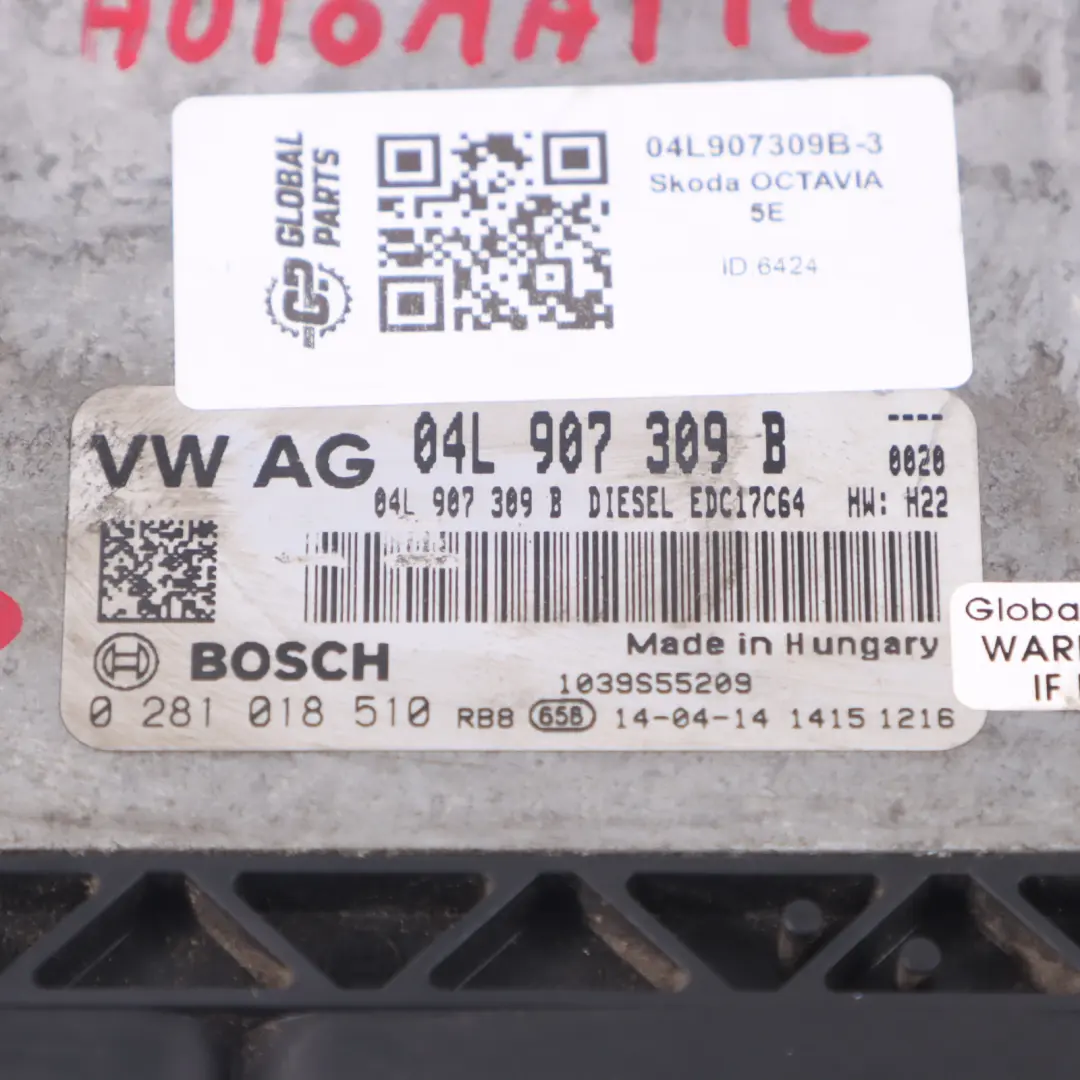 AUTOMATIC
GLOBAL
PARTS
04L907309B-3
Skoda OCTAVIA
5E
ID 6424
VW AG 04L 907 309 B ----
0020
04L 907 309 B DIESEL EDC17C64 HW: H22
Made in Hungary
BOSCH
1039S55209
0 281 018 510 RB8 65B 14-04-14 1415 1216
Globa
WAR
IF